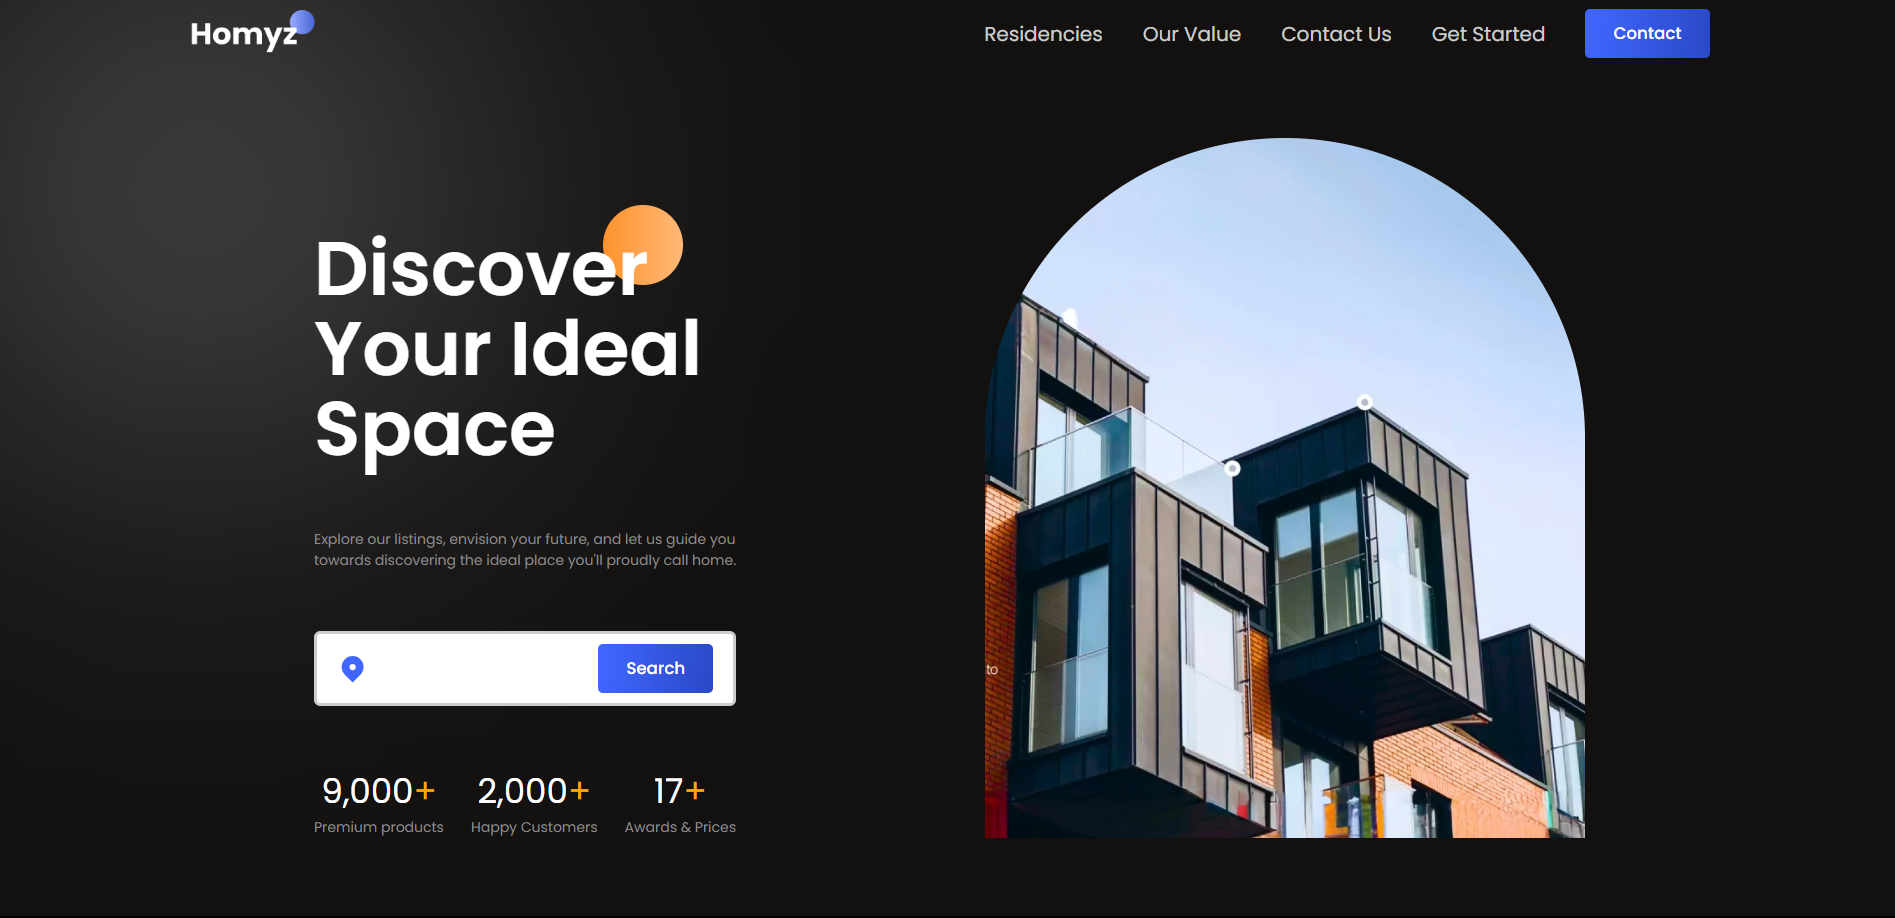 Homyz
Residencies
Our Value
Contact Us
Get Started
Contact
Discover
Your Ideal
Space
Explore our listings, envision your future, and let us guide you
towards discovering the ideal place you'll proudly call home.
Search
9,000+
2,000+
17+
Premium products
Happy Customers
Awards & Prices
to